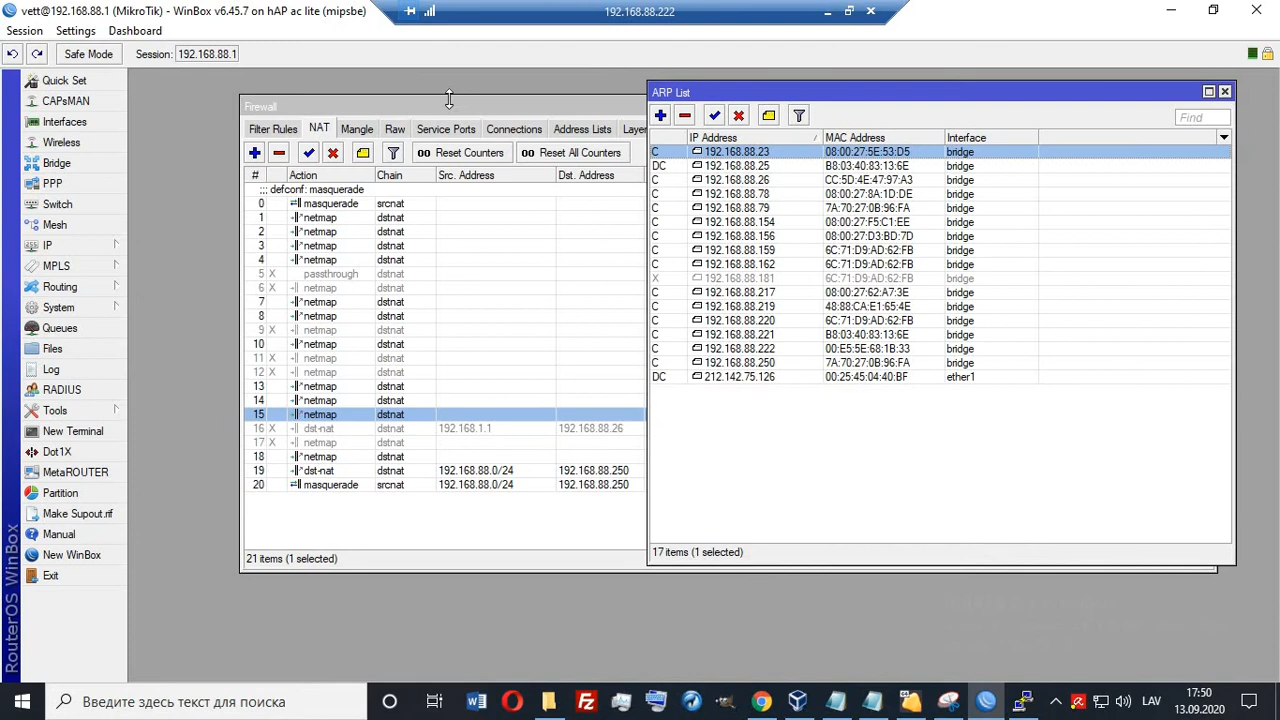 vett@192.168.88.1 (MikroTik) - WinBox v6.45.7 on hAP ac lite (mipsbe)
192.168.88.222
Session Settings Dashboard
Safe Mode Session: 192.168.88.1
Quick Set
CAPsMAN
Interfaces
Wireless
Bridge
PPP
Switch
Mesh
IP
MPLS
Routing
System
Queues
Files
Log
RADIUS
Tools
New Terminal
Dot1X
MetaROUTER
Partition
Make Supout.rif
Manual
New WinBox
Exit
RouterOS WinBox
Firewall
Filter Rules NAT Mangle Raw Service Ports Connections Address Lists Layer
00 Reset Counters 00 Reset All Counters
# Action Chain Src. Address Dst. Address
;;; defconf: masquerade
0 masquerade srcnat
1 netmap dstnat
2 netmap dstnat
3 netmap dstnat
4 netmap dstnat
5 X passthrough dstnat
6 X netmap dstnat
7 netmap dstnat
8 netmap dstnat
9 X netmap dstnat
10 netmap dstnat
11 X netmap dstnat
12 X netmap dstnat
13 netmap dstnat
14 netmap dstnat
15 netmap dstnat
16 X dst-nat dstnat 192.168.1.1 192.168.88.26
17 X netmap dstnat
18 netmap dstnat
19 dst-nat dstnat 192.168.88.0/24 192.168.88.250
20 masquerade srcnat 192.168.88.0/24 192.168.88.250
21 items (1 selected)
ARP List
Find
IP Address MAC Address Interface
C 192.168.88.23 08:00:27:5E:53:D5 bridge
DC 192.168.88.25 B8:03:40:83:13:6E bridge
C 192.168.88.26 CC:5D:4E:47:97:A3 bridge
C 192.168.88.78 08:00:27:8A:1D:DE bridge
C 192.168.88.79 7A:70:27:0B:96:FA bridge
C 192.168.88.154 08:00:27:F5:C1:EE bridge
C 192.168.88.156 08:00:27:D3:BD:7D bridge
C 192.168.88.159 6C:71:D9:AD:62:FB bridge
C 192.168.88.162 6C:71:D9:AD:62:FB bridge
X 192.168.88.181 6C:71:D9:AD:62:FB bridge
C 192.168.88.217 08:00:27:62:A7:3E bridge
C 192.168.88.219 48:88:CA:E1:65:4E bridge
C 192.168.88.220 6C:71:D9:AD:62:FB bridge
C 192.168.88.221 B8:03:40:83:13:6E bridge
C 192.168.88.222 00:E5:5E:68:1B:33 bridge
C 192.168.88.250 7A:70:27:0B:96:FA bridge
DC 212.142.75.126 00:25:45:04:40:BF ether1
17 items (1 selected)
Введите здесь текст для поиска
LAV
17:50
13.09.2020